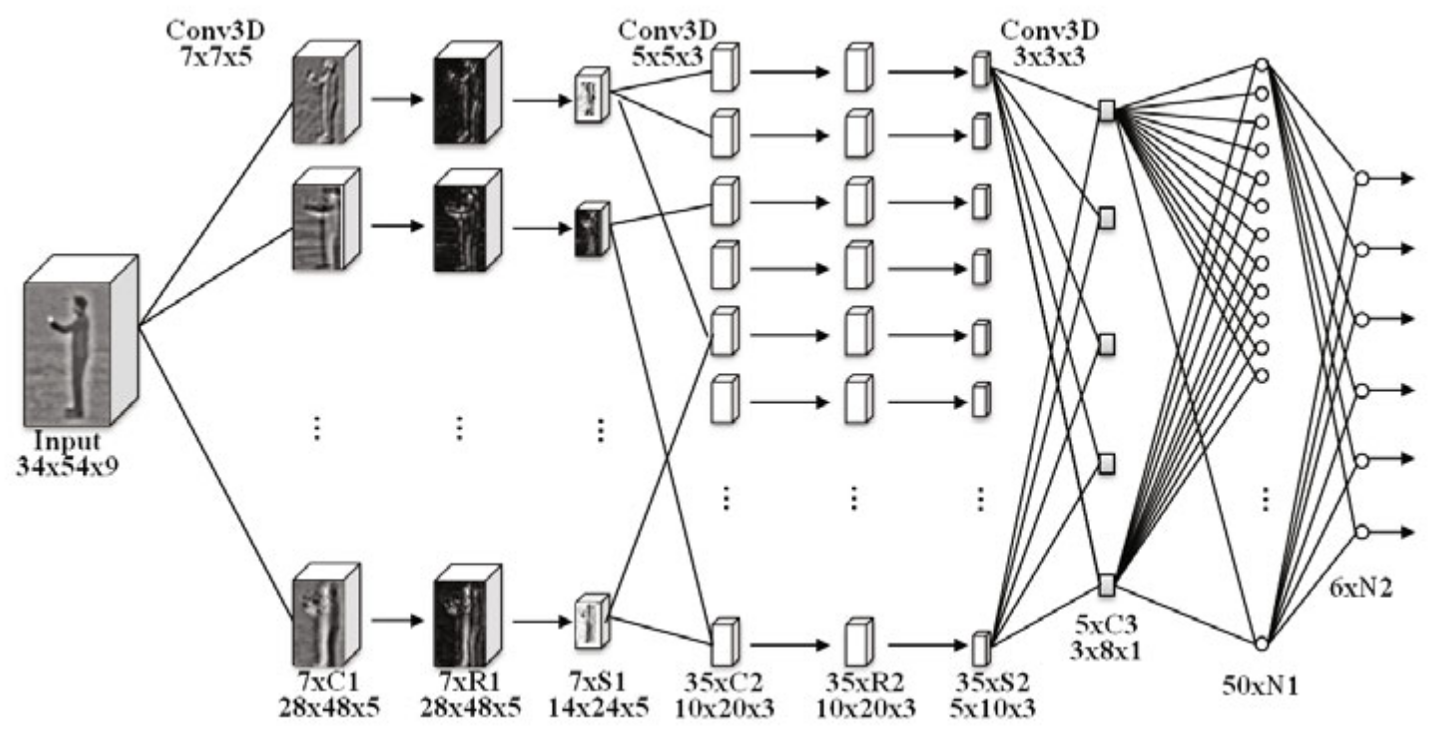 Conv3D
7x7x5
Conv3D
5x5x3
Conv3D
3x3x3
Input
34x54x9
7xC1
28x48x5
7xR1
28x48x5
7xS1
14x24x5
35xC2
10x20x3
35xR2
10x20x3
35xS2
5x10x3
5xC3
3x8x1
50xN1
6xN2